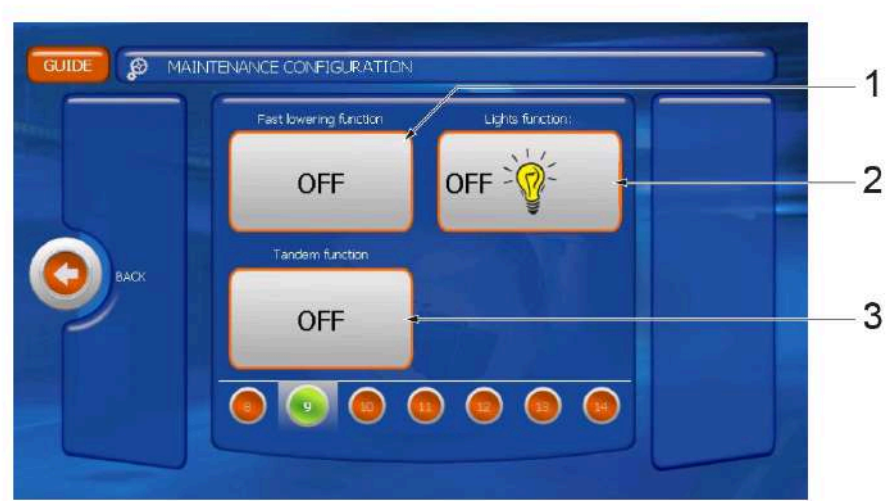 GUIDE MAINTENANCE CONFIGURATION
1
Fast lowering function Lights function:
OFF OFF
2
BACK
Tandem function
OFF
3
8 9 10 11 12 13 14